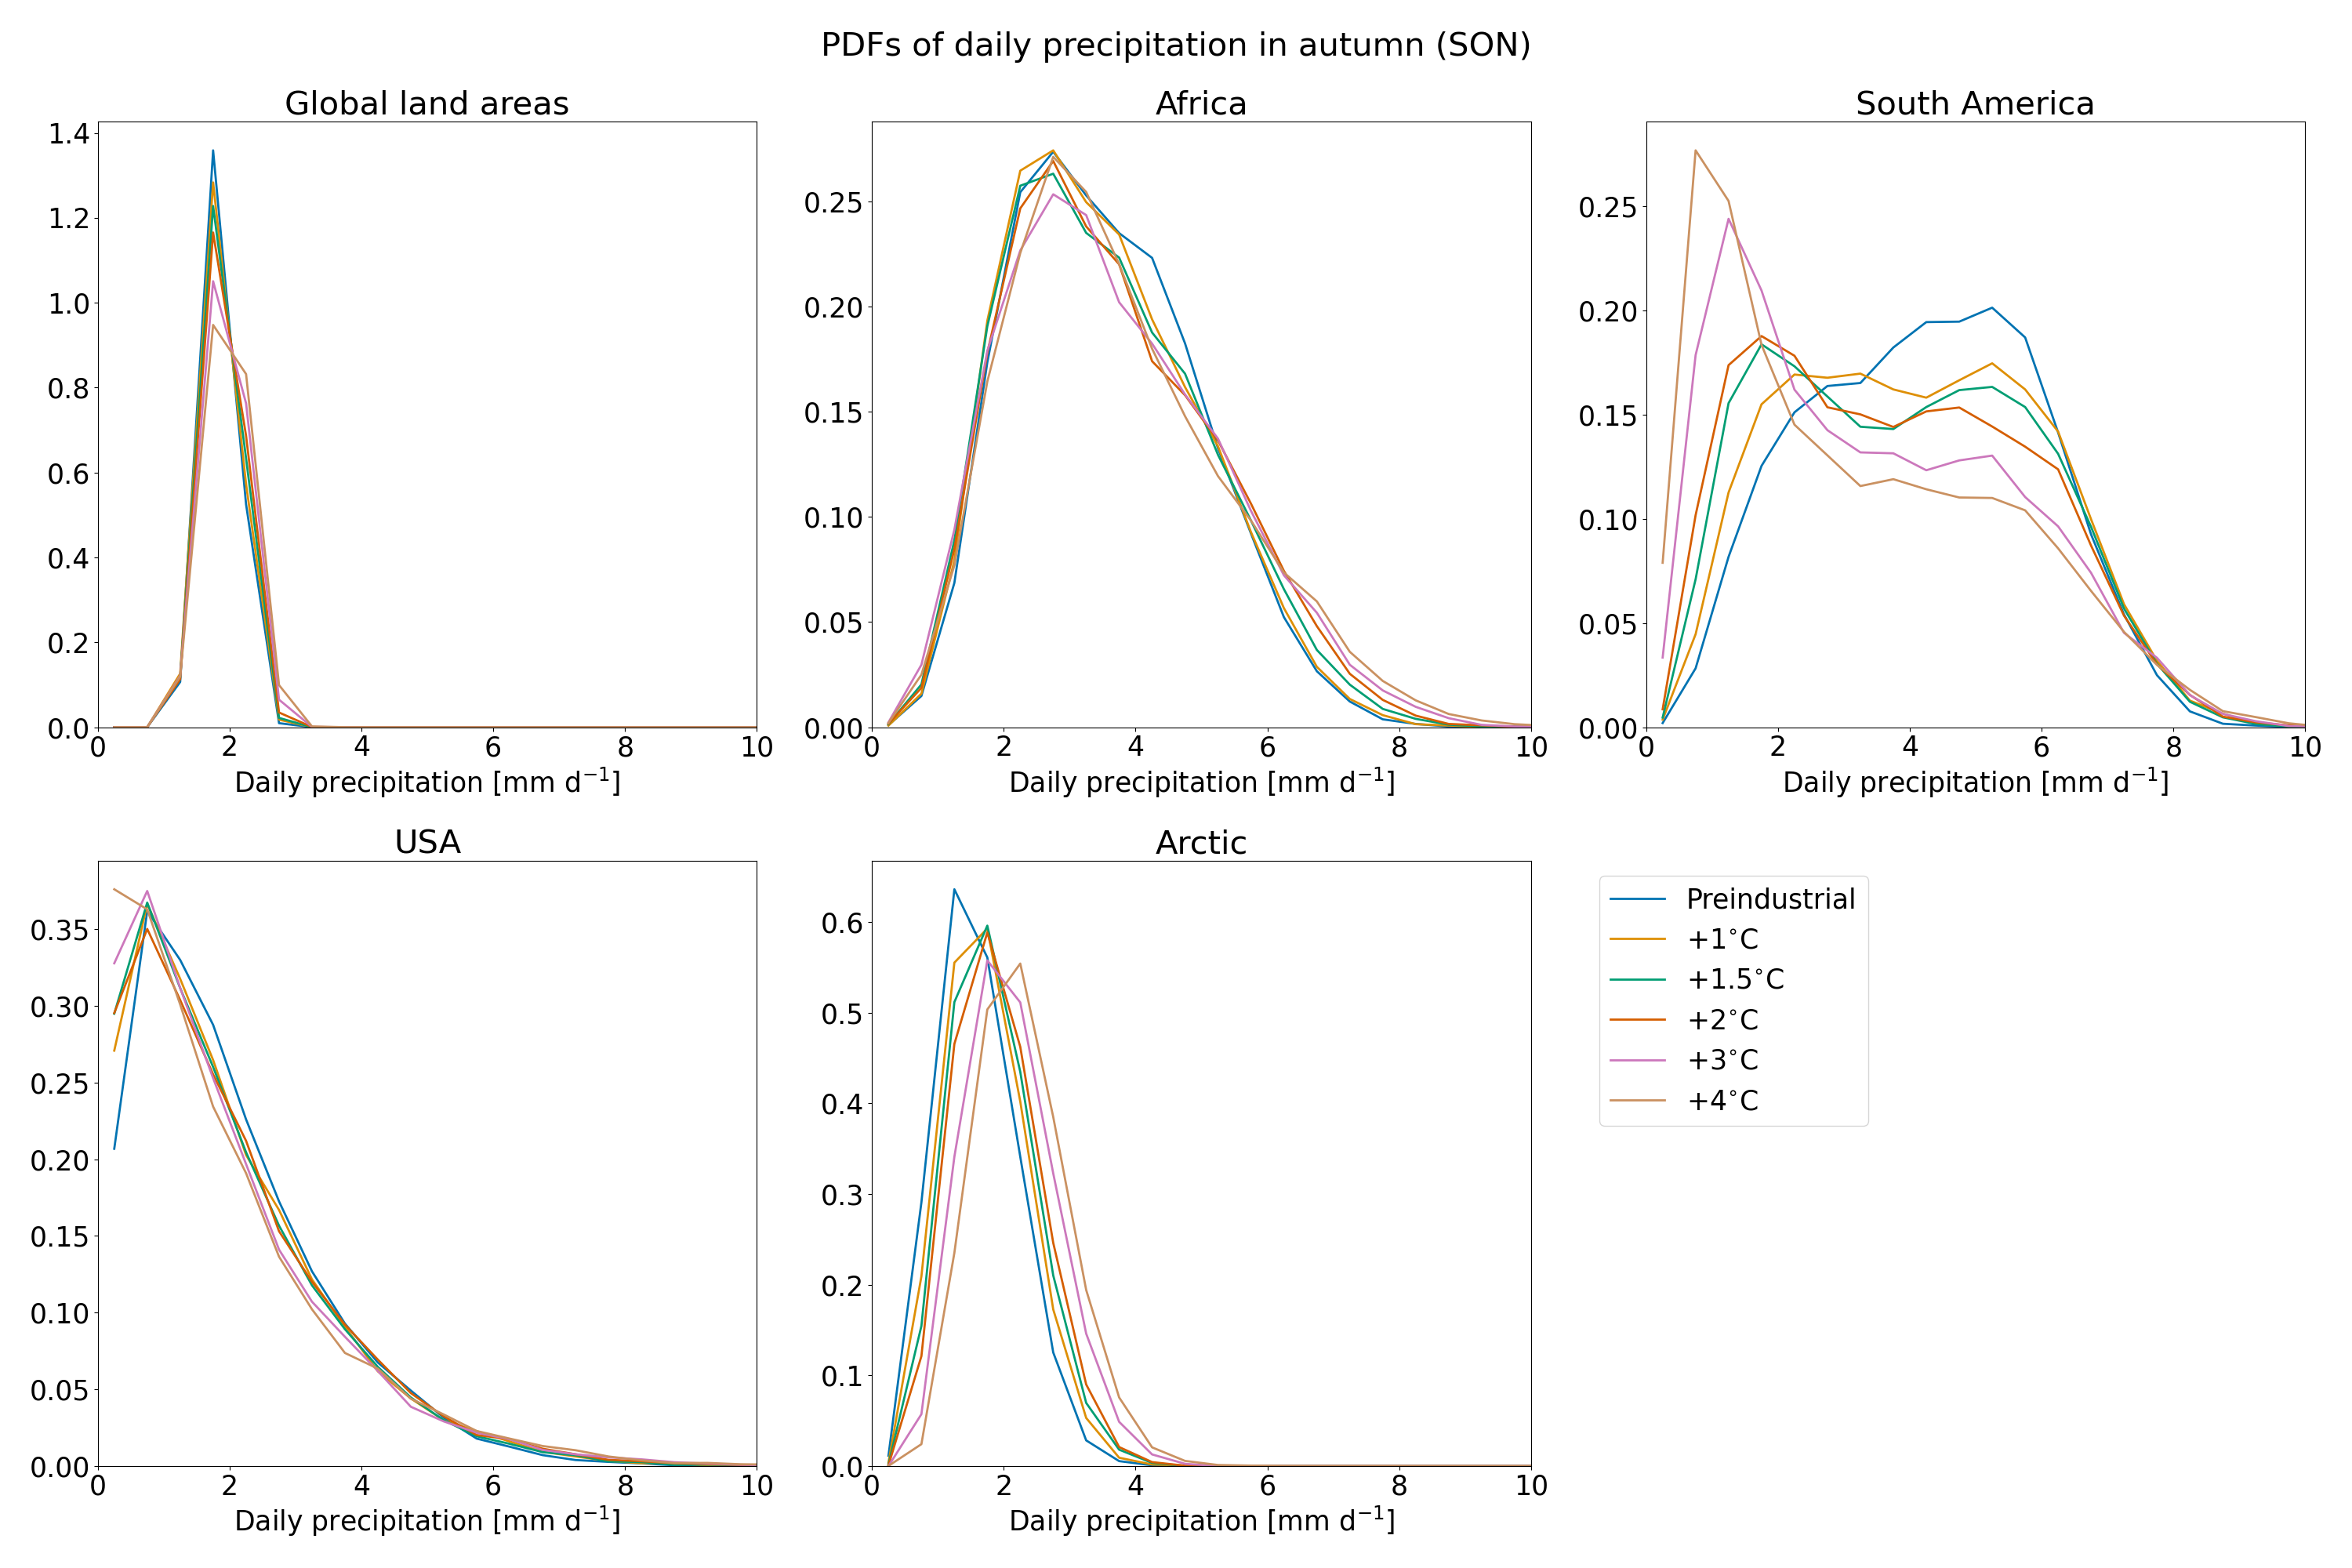 PDFs of daily precipitation in autumn (SON)
Global land areas
1.4
1.2
1.0
0.8
0.6
0.4
0.2
0.0
0 2 4 6 8 10
Daily precipitation [mm d⁻¹]
Africa
0.25
0.20
0.15
0.10
0.05
0.00
0 2 4 6 8 10
Daily precipitation [mm d⁻¹]
South America
0.25
0.20
0.15
0.10
0.05
0.00
0 2 4 6 8 10
Daily precipitation [mm d⁻¹]
USA
0.35
0.30
0.25
0.20
0.15
0.10
0.05
0.00
0 2 4 6 8 10
Daily precipitation [mm d⁻¹]
Arctic
0.6
0.5
0.4
0.3
0.2
0.1
0.0
0 2 4 6 8 10
Daily precipitation [mm d⁻¹]
Preindustrial
+1°C
+1.5°C
+2°C
+3°C
+4°C